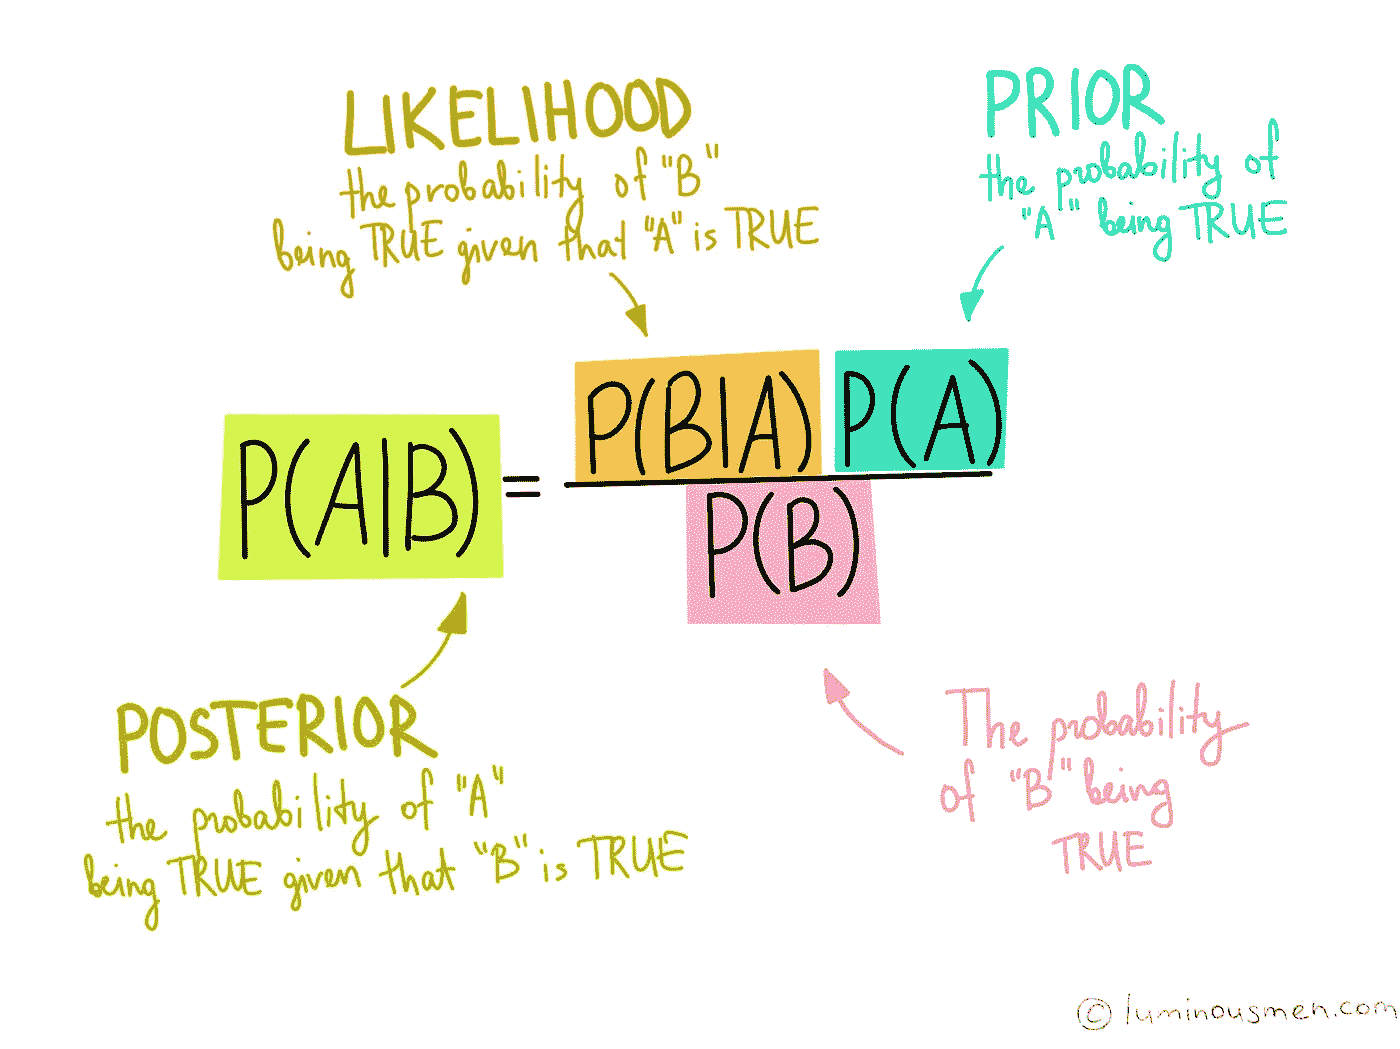 LIKELIHOOD
the probability of "B"
being TRUE given that "A" is TRUE
PRIOR
the probability of
"A" being TRUE
P(A|B) =
P(B|A) P(A)
P(B)
POSTERIOR
the probability of "A"
being TRUE given that "B" is TRUE
The probability
of "B" being
TRUE
© luminousmen.com